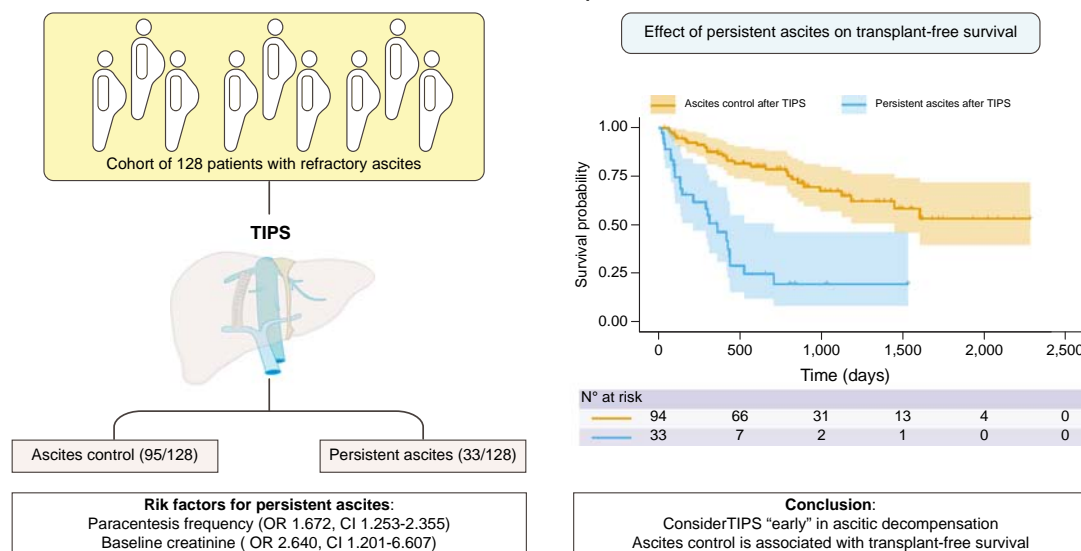 Cohort of 128 patients with refractory ascites
TIPS
Ascites control (95/128)
Persistent ascites (33/128)
Rik factors for persistent ascites:
Paracentesis frequency (OR 1.672, CI 1.253-2.355)
Baseline creatinine ( OR 2.640, CI 1.201-6.607)
Effect of persistent ascites on transplant-free survival
Ascites control after TIPS
Persistent ascites after TIPS
Survival probability
1.00
0.75
0.50
0.25
0.00
0 500 1,000 1,500 2,000 2,500
Time (days)
N° at risk
94 66 31 13 4 0
33 7 2 1 0 0
Conclusion:
ConsiderTIPS “early” in ascitic decompensation
Ascites control is associated with transplant-free survival